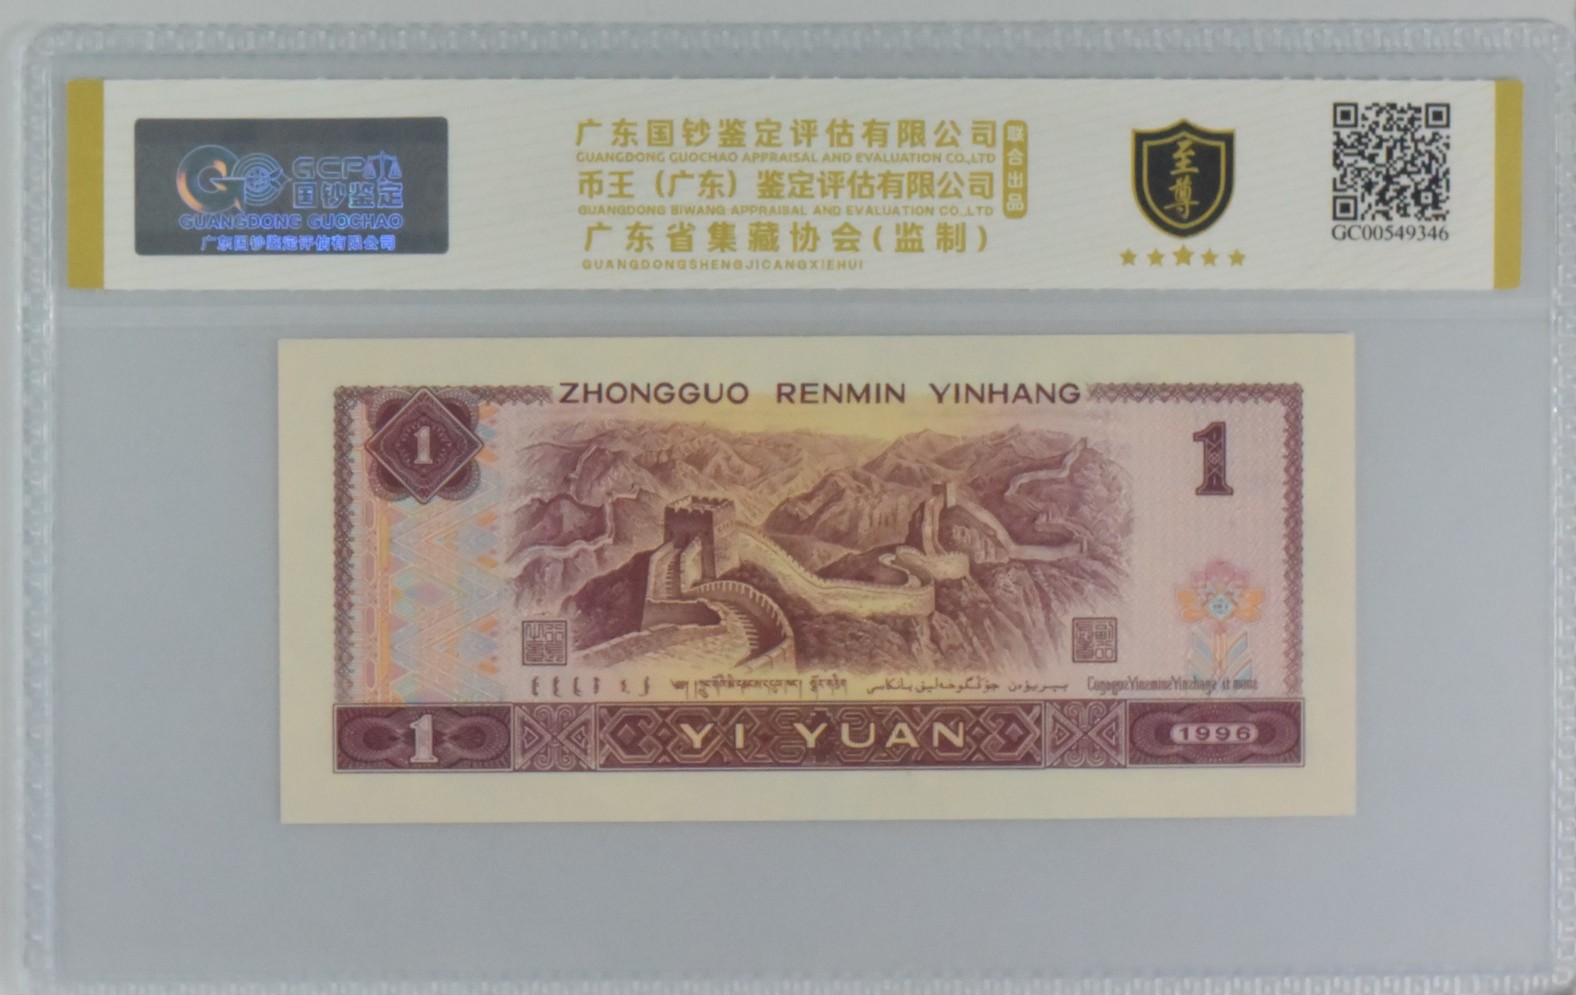 GCP
国钞鉴定
GUANGDONG GUOCHAO
广东国钞鉴定评估有限公司
广东国钞鉴定评估有限公司
GUANGDONG GUOCHAO APPRAISAL AND EVALUATION CO.,LTD
币王（广东）鉴定评估有限公司
GUANGDONG BIWANG APPRAISAL AND EVALUATION CO.,LTD
广东省集藏协会(监制)
GUANGDONGSHENGJICANGXIEHUI
联合出品
至尊
GC00549346
ZHONGGUO RENMIN YINHANG
1
1
1
YI YUAN
1996